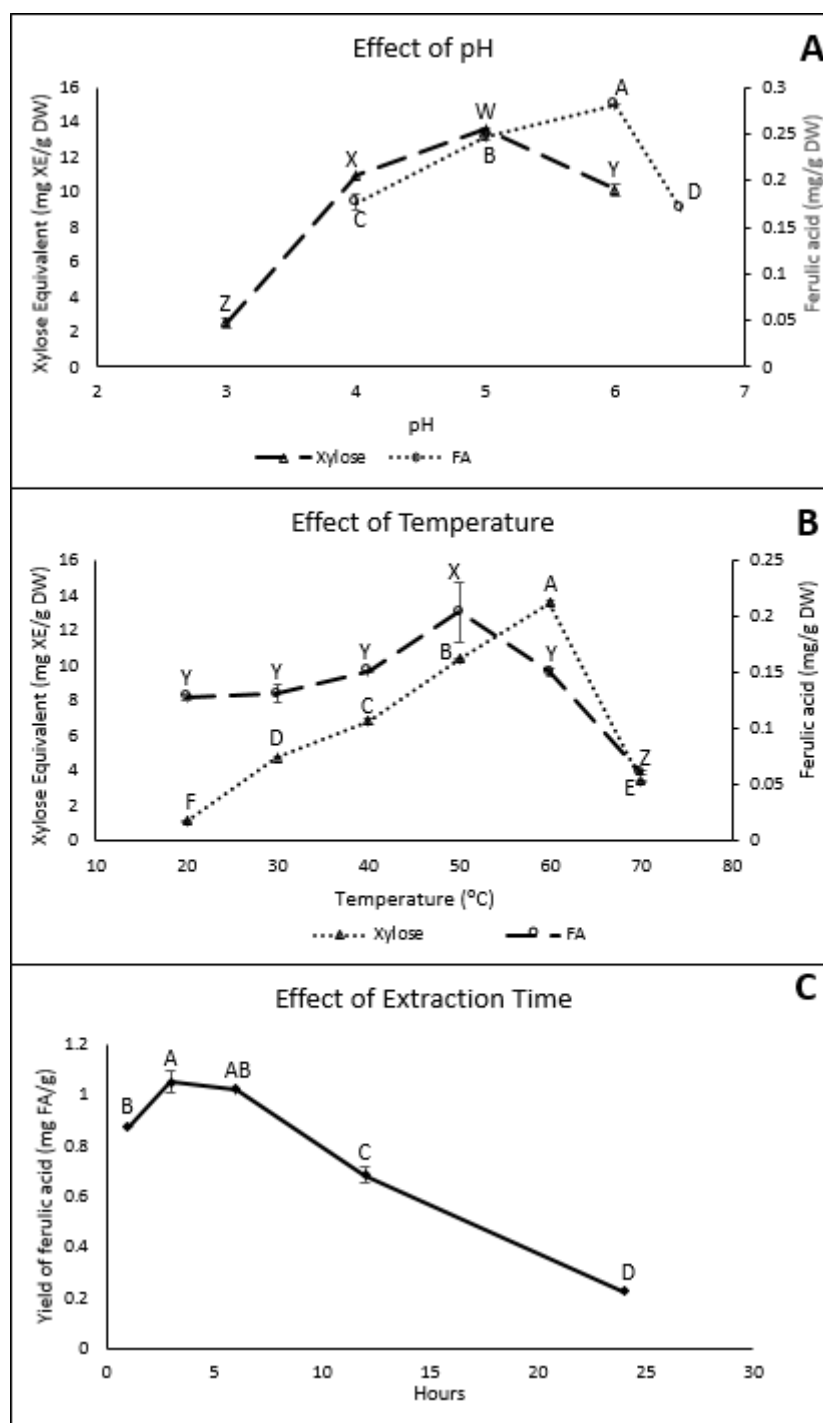 Effect of pH
A
Xylose Equivalent (mg XE/g DW)
Ferulic acid (mg/g DW)
16
14
12
10
8
6
4
2
0
0.3
0.25
0.2
0.15
0.1
0.05
0
Z
X
W
Y
C
B
A
D
2
3
4
5
6
7
pH
Xylose
FA
Effect of Temperature
B
Xylose Equivalent (mg XE/g DW)
Ferulic acid (mg/g DW)
16
14
12
10
8
6
4
2
0
0.25
0.2
0.15
0.1
0.05
0
Y
Y
Y
X
Y
Z
F
D
C
B
A
E
10
20
30
40
50
60
70
80
Temperature (°C)
Xylose
FA
Effect of Extraction Time
C
Yield of ferulic acid (mg FA/g)
1.2
1
0.8
0.6
0.4
0.2
0
B
A
AB
C
D
0
5
10
15
20
25
30
Hours